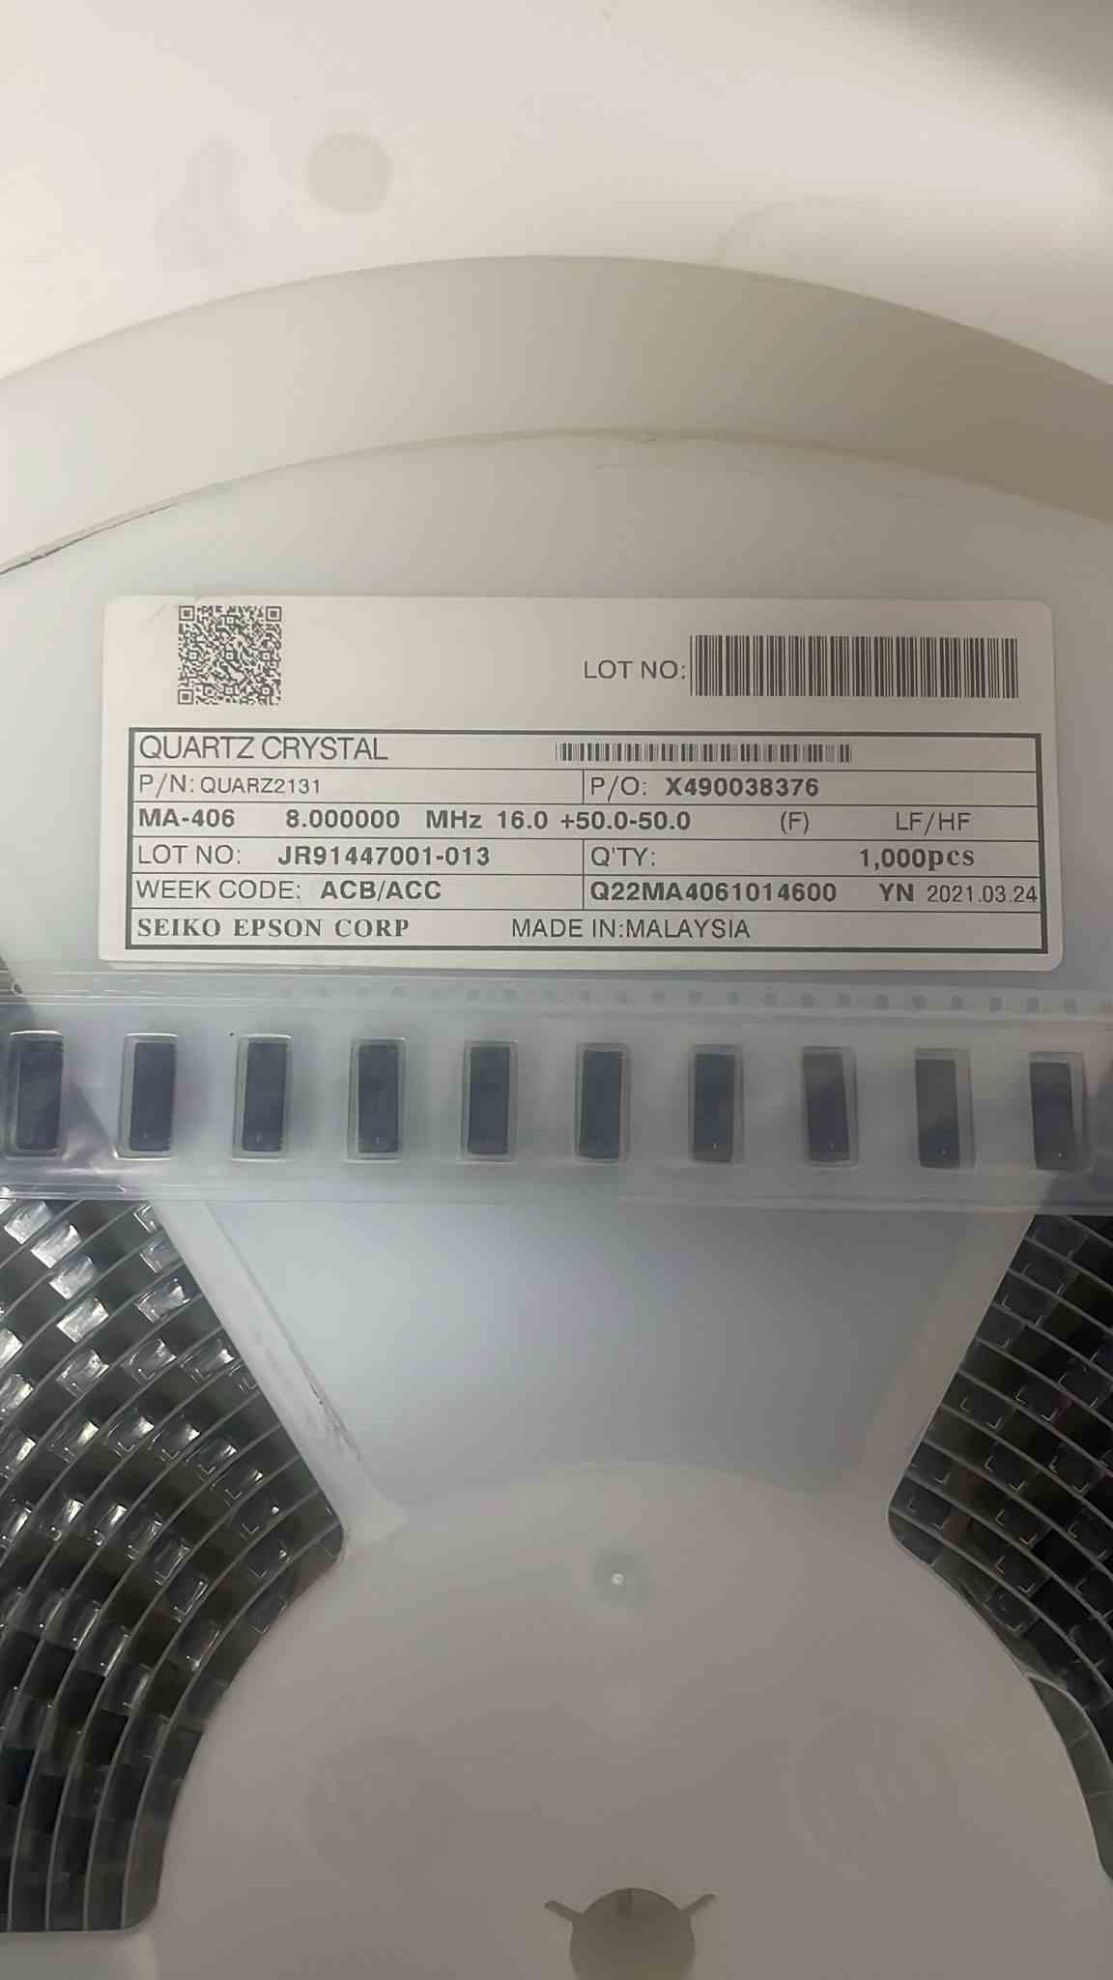 LOT NO:
QUARTZ CRYSTAL
P/N: QUARZ2131 P/O: X490038376
MA-406 8.000000 MHz 16.0 +50.0-50.0 (F) LF/HF
LOT NO: JR91447001-013 Q'TY: 1,000pcs
WEEK CODE: ACB/ACC Q22MA4061014600 YN 2021.03.24
SEIKO EPSON CORP MADE IN:MALAYSIA